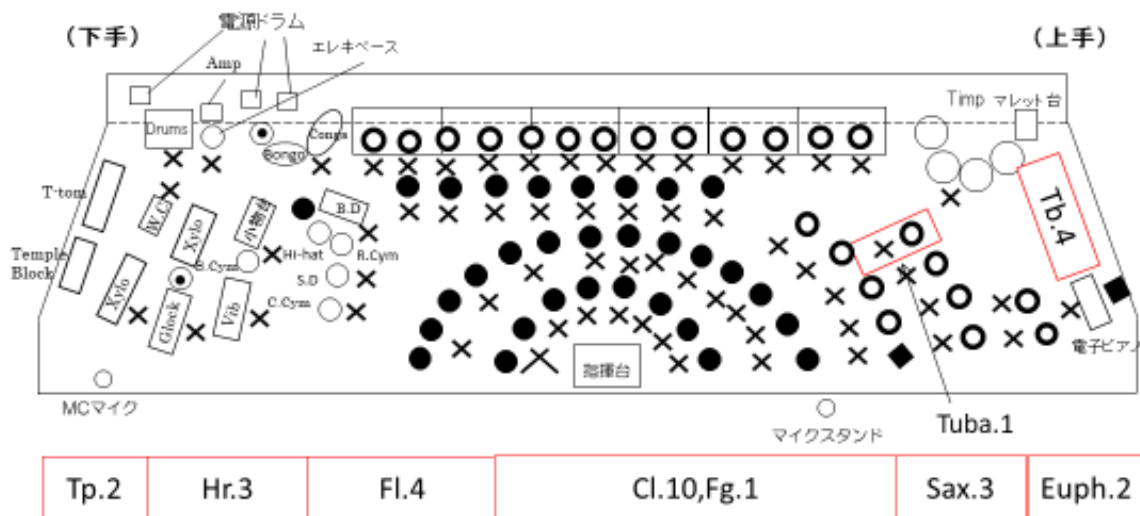 (下手)
電源ドラム
(上手)
エレキベース
Amp
Timp マレット台
Drums
Conga
Bongo
T-tom
W.C
Xylo
小物台
B.D
Tb.4
Temple
Block
Hi-hat
R.Cym
S.Cym
Xylo
S.D
Glock
Vib
C.Cym
電子ピアノ
指揮台
MCマイク
マイクスタンド
Tuba.1
Tp.2
Hr.3
Fl.4
Cl.10,Fg.1
Sax.3
Euph.2